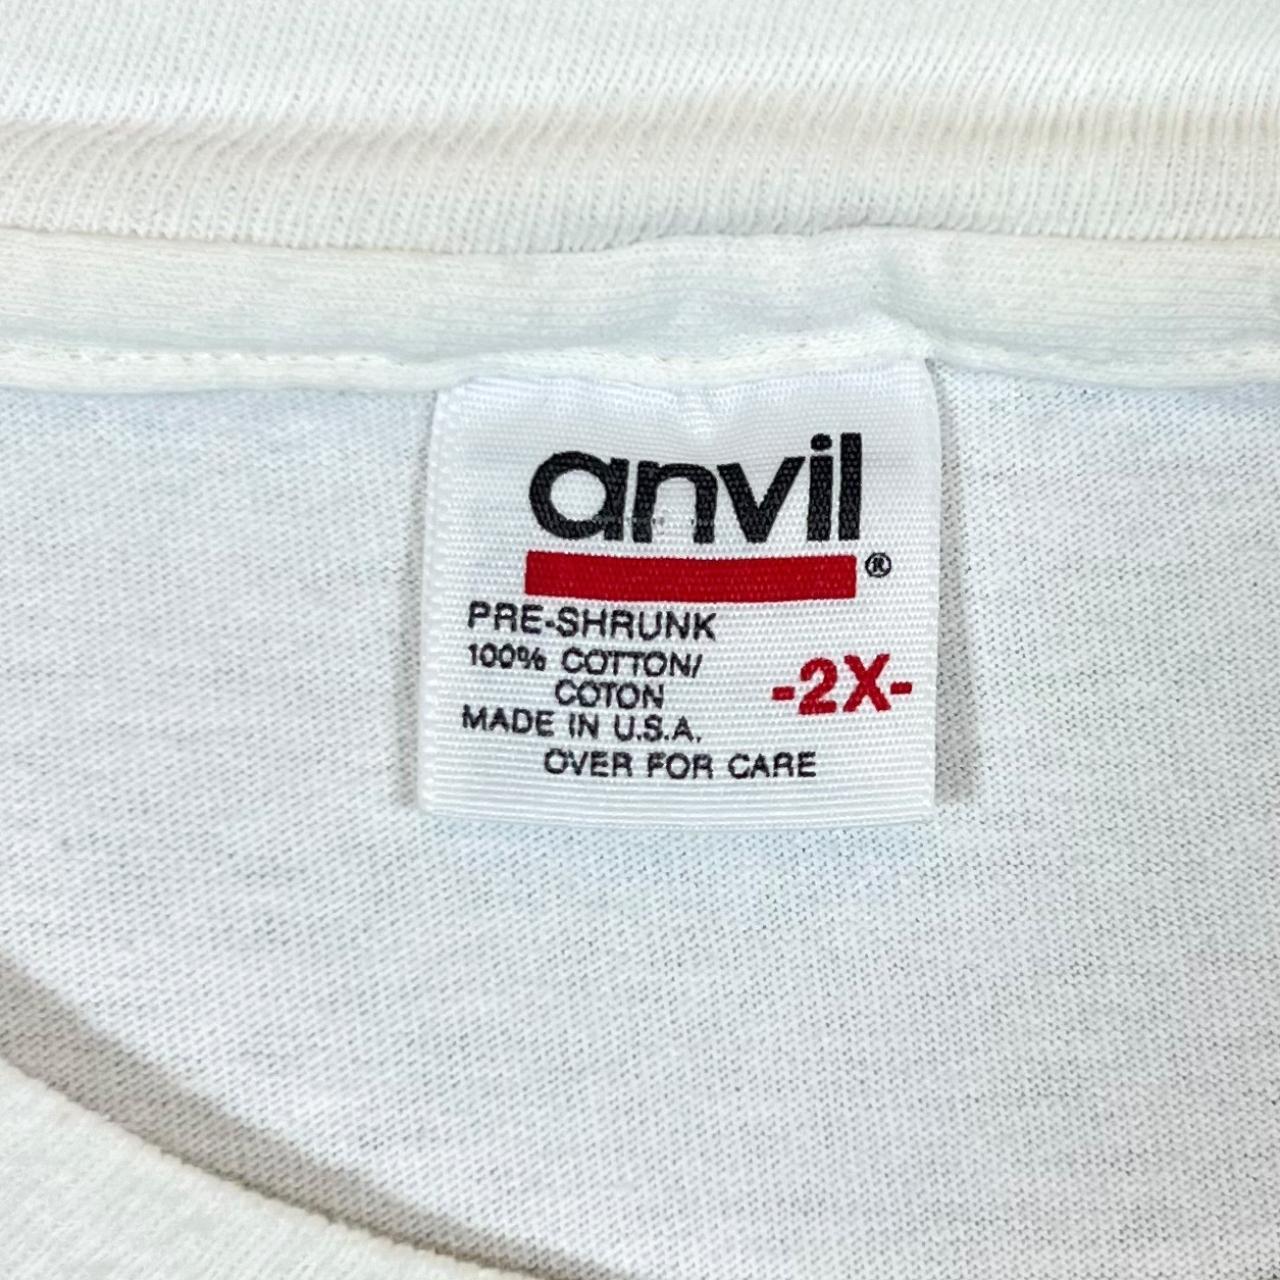 anvil
®
PRE-SHRUNK
100% COTTON/
COTON
-2X-
MADE IN U.S.A.
OVER FOR CARE